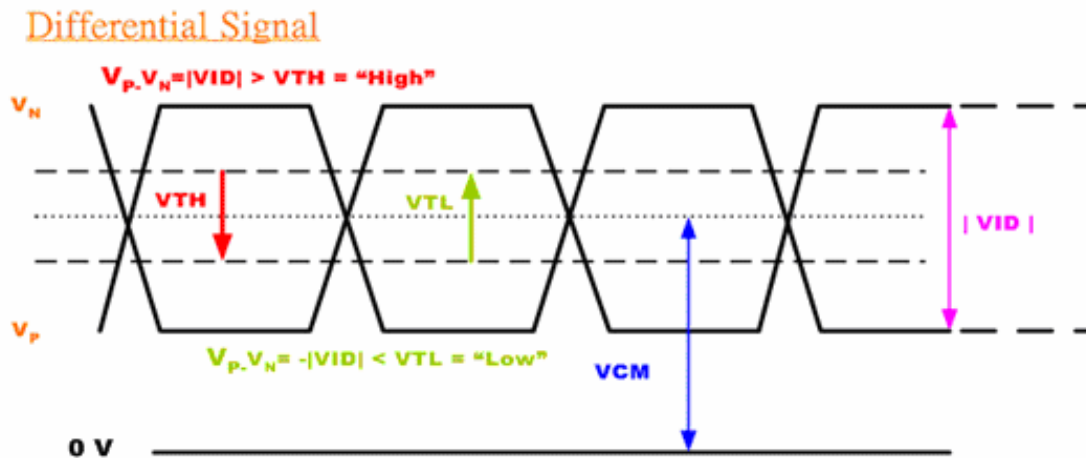 Differential Signal
VP-VN=|VID| > VTH = “High”
VN
VTH
VTL
| VID |
VP
VP-VN= -|VID| < VTL = “Low”
VCM
0 V